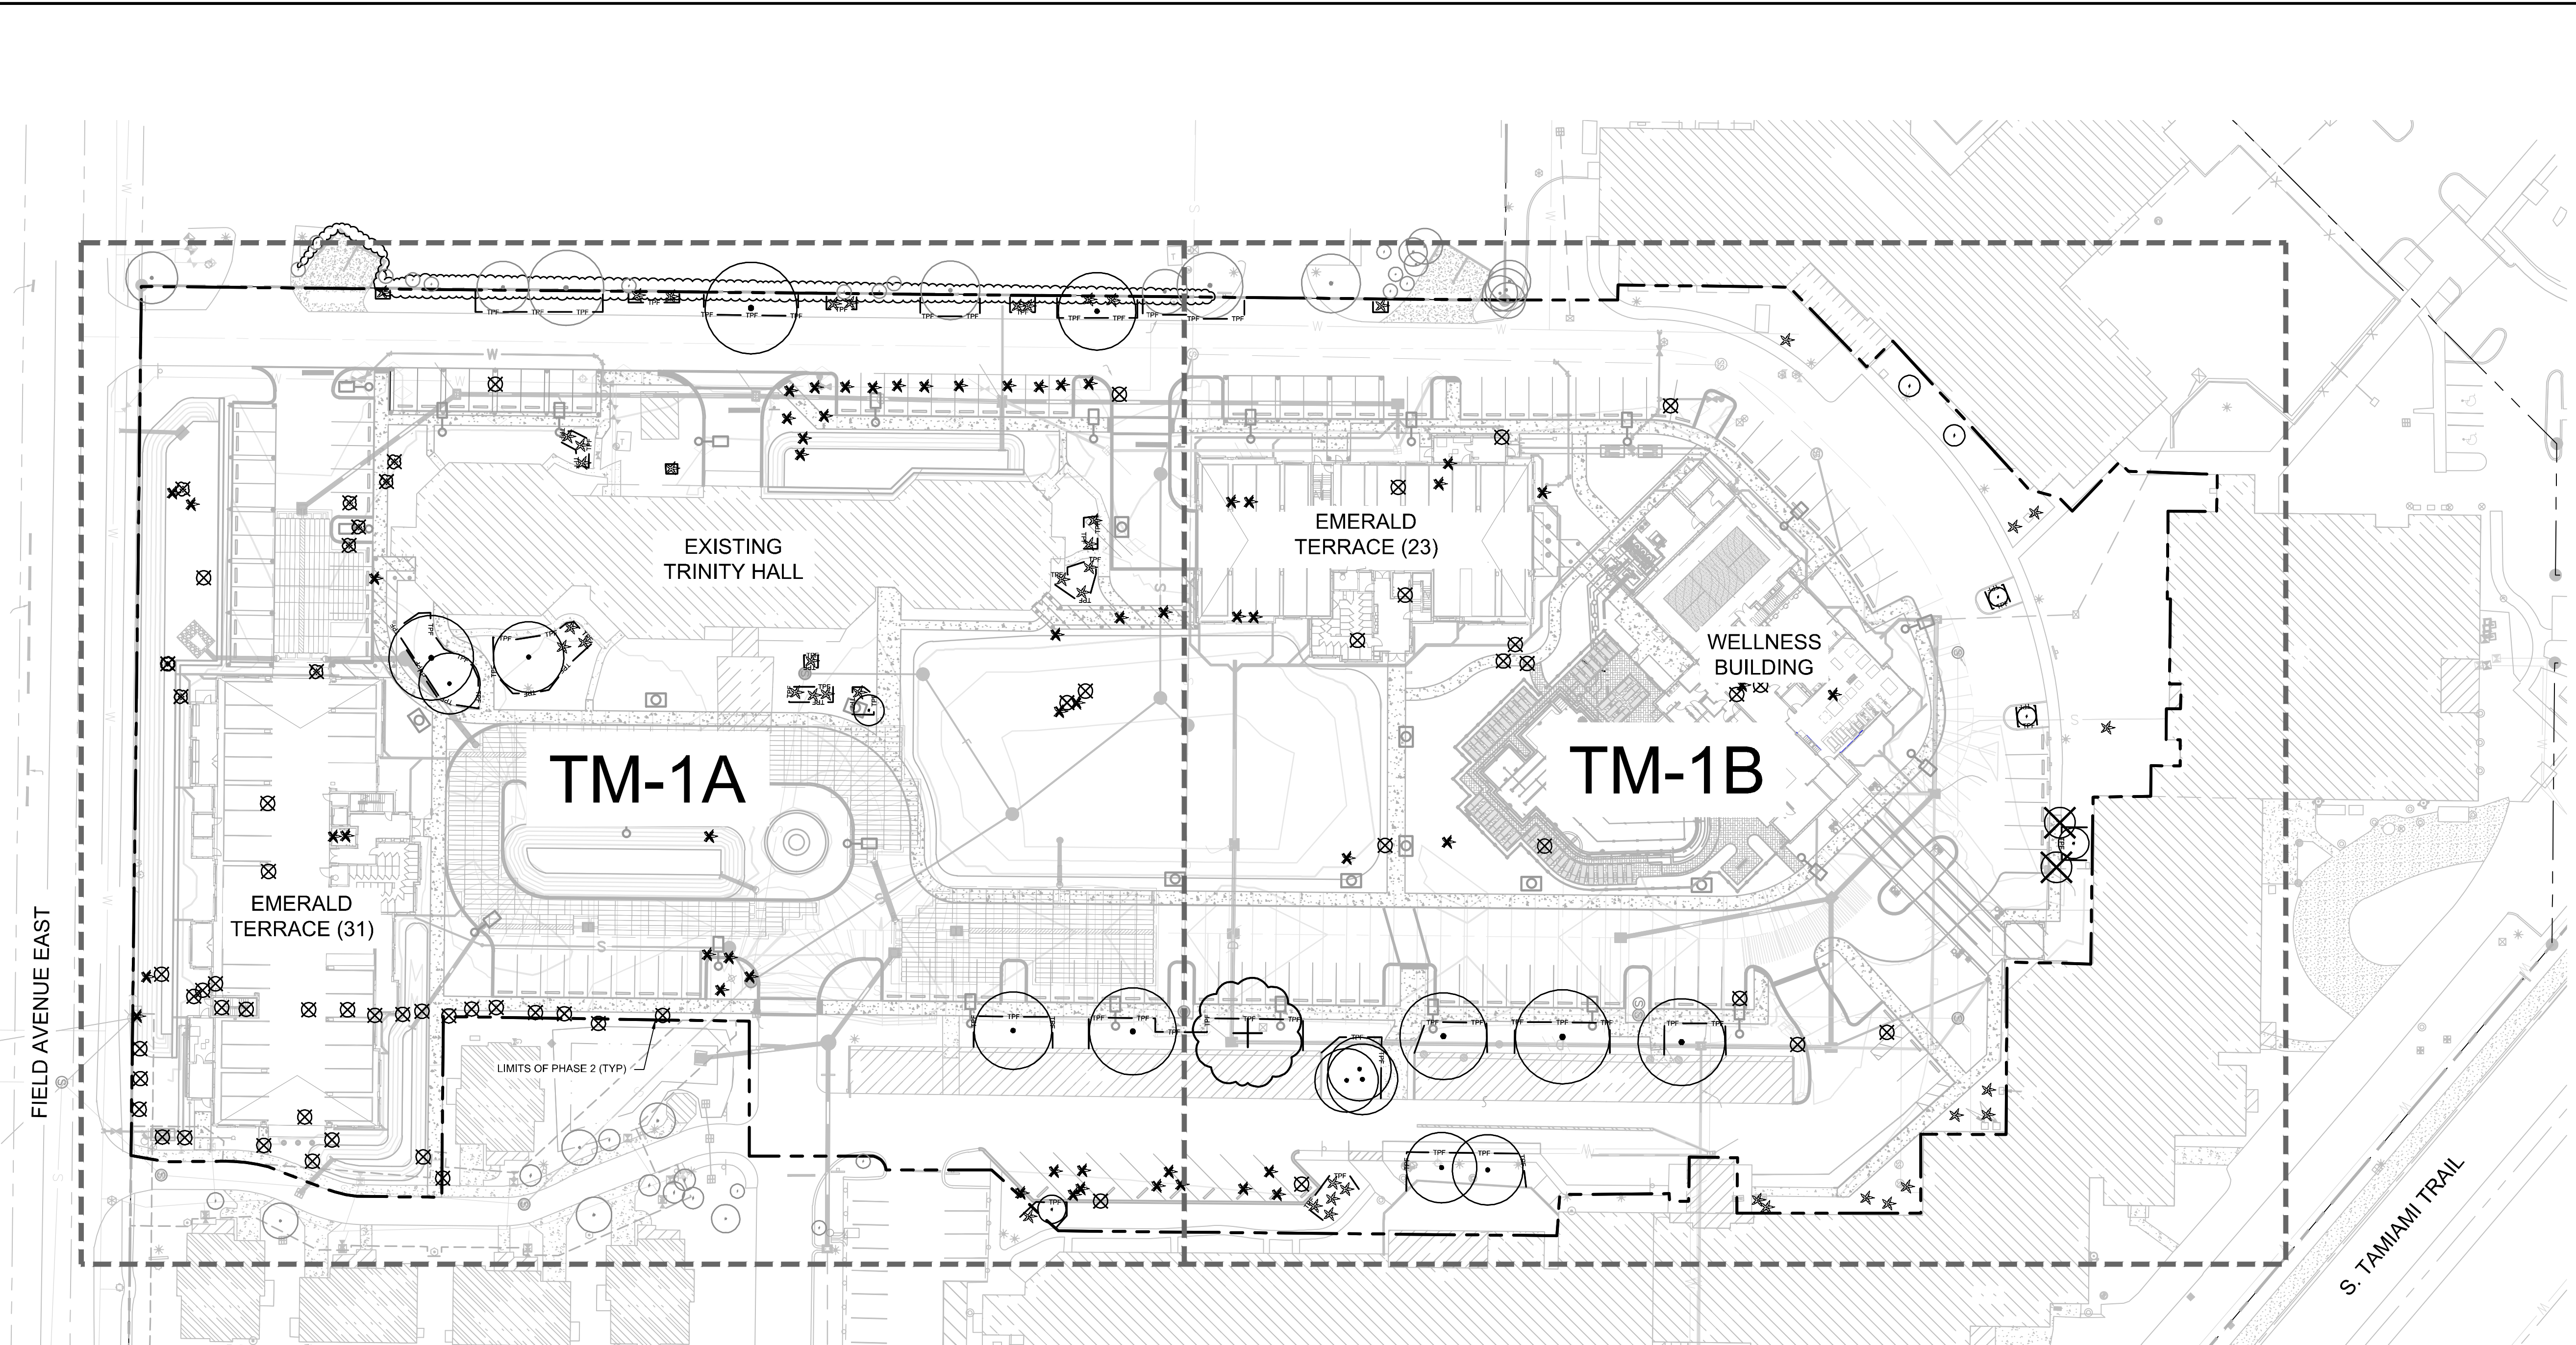 EXISTING
TRINITY HALL
EMERALD
TERRACE (23)
WELLNESS
BUILDING
TM-1A
TM-1B
EMERALD
TERRACE (31)
FIELD AVENUE EAST
LIMITS OF PHASE 2 (TYP)
S. TAMIAMI TRAIL